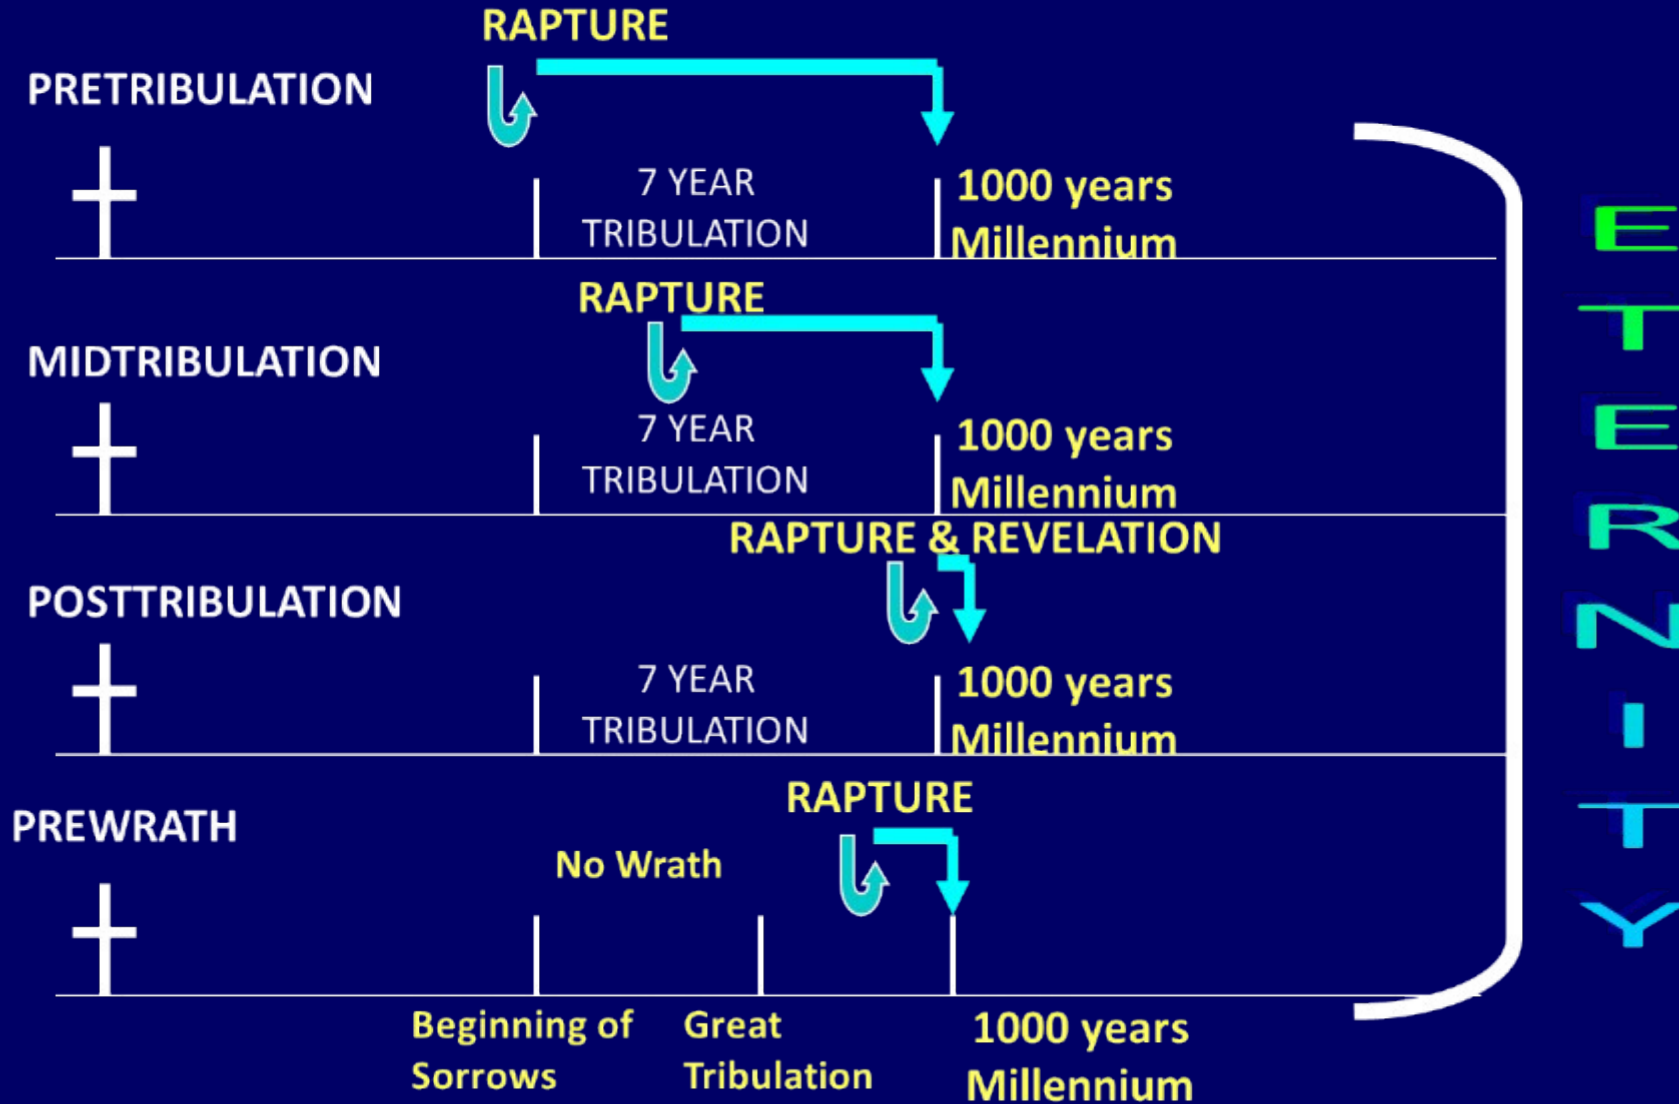 RAPTURE
PRETRIBULATION
7 YEAR
TRIBULATION
1000 years
Millennium
RAPTURE
MIDTRIBULATION
7 YEAR
TRIBULATION
1000 years
Millennium
RAPTURE & REVELATION
POSTTRIBULATION
7 YEAR
TRIBULATION
1000 years
Millennium
RAPTURE
PREWRATH
No Wrath
Beginning of
Sorrows
Great
Tribulation
1000 years
Millennium
ETERNITY